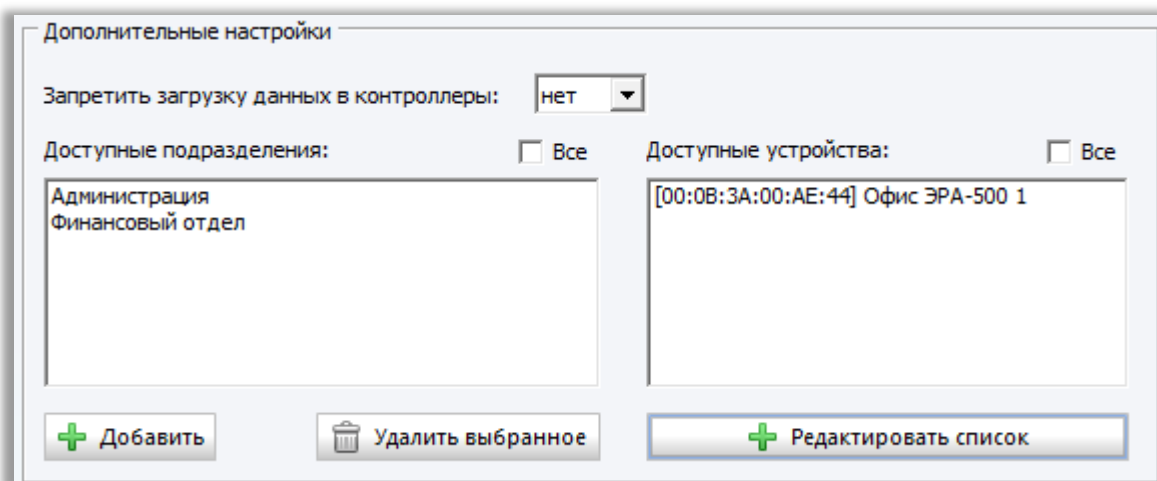 Дополнительные настройки
Запретить загрузку данных в контроллеры: нет
Доступные подразделения: Все
Администрация
Финансовый отдел
Добавить Удалить выбранное
Доступные устройства: Все
[00:0B:3A:00:AE:44] Офис ЭРА-500 1
Редактировать список